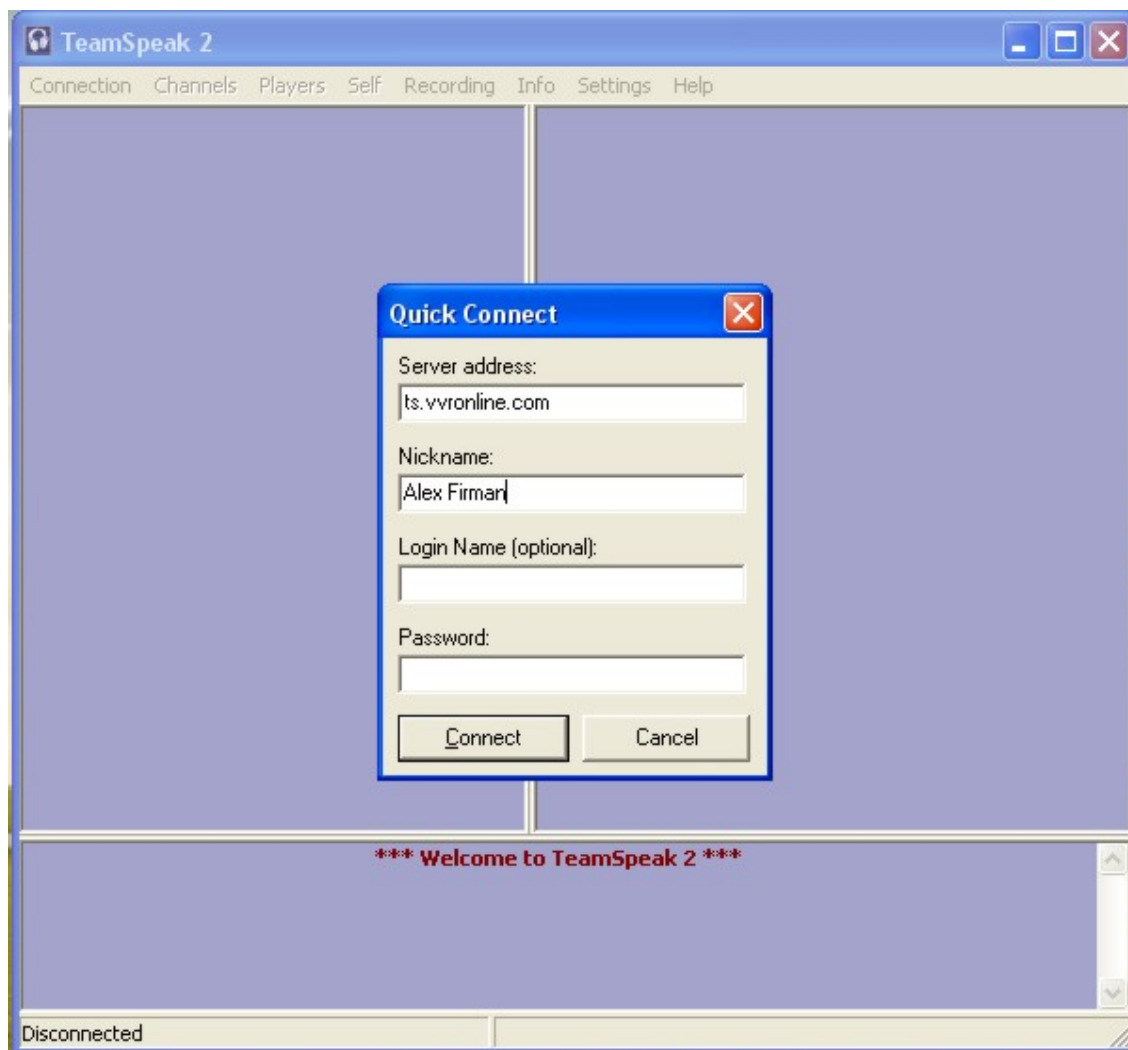 TeamSpeak 2
Connection Channels Players Self Recording Info Settings Help
Quick Connect
Server address:
ts.vvronline.com
Nickname:
Alex Firman
Login Name (optional):
Password:
Connect Cancel
*** Welcome to TeamSpeak 2 ***
Disconnected